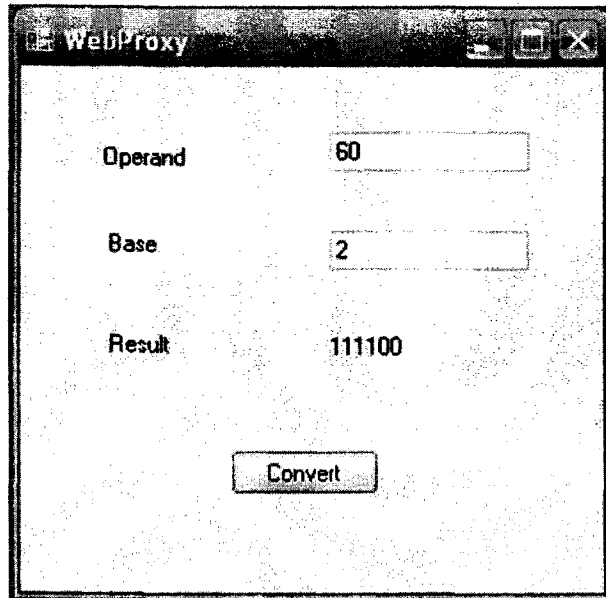 WebProxy
Operand 60
Base 2
Result 111100
Convert